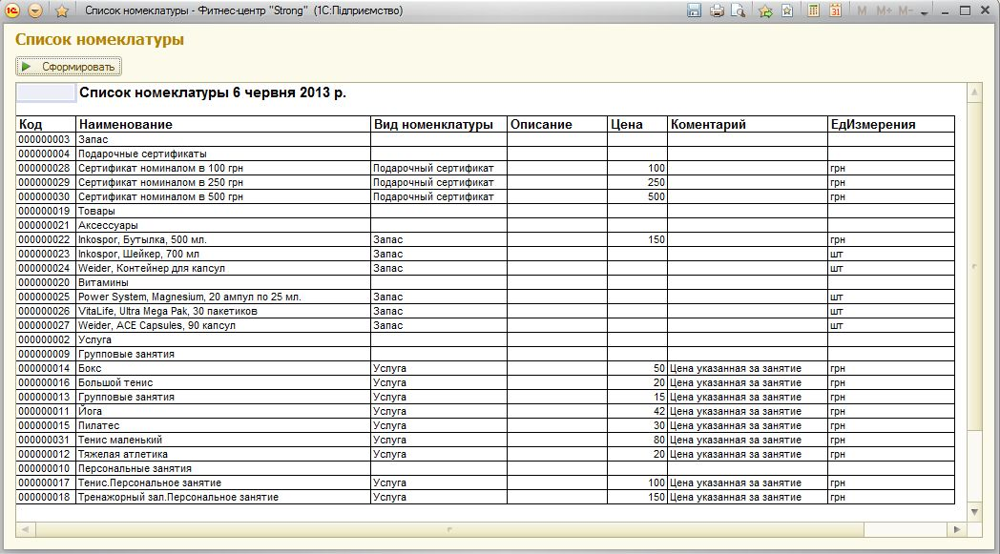 Список номеклатуры - Фитнес-центр "Strong" (1С:Підприємство)
M M+ M-
Список номеклатуры
Сформировать
Список номеклатуры 6 червня 2013 р.
Код Наименование Вид номенклатуры Описание Цена Коментарий ЕдИзмерения
000000003 Запас
000000004 Подарочные сертификаты
000000028 Сертификат номиналом в 100 грн Подарочный сертификат 100 грн
000000029 Сертификат номиналом в 250 грн Подарочный сертификат 250 грн
000000030 Сертификат номиналом в 500 грн Подарочный сертификат 500 грн
000000019 Товары
000000021 Аксессуары
000000022 Inkospor, Бутылка, 500 мл. Запас 150 грн
000000023 Inkospor, Шейкер, 700 мл Запас шт
000000024 Weider, Контейнер для капсул Запас шт
000000020 Витамины
000000025 Power System, Magnesium, 20 ампул по 25 мл. Запас шт
000000026 VitaLife, Ultra Mega Pak, 30 пакетиков Запас шт
000000027 Weider, ACE Capsules, 90 капсул Запас шт
000000002 Услуга
000000009 Групповые занятия
000000014 Бокс Услуга 50 Цена указанная за занятие грн
000000016 Большой тенис Услуга 20 Цена указанная за занятие грн
000000013 Групповые занятия Услуга 15 Цена указанная за занятие грн
000000011 Йога Услуга 42 Цена указанная за занятие грн
000000015 Пилатес Услуга 30 Цена указанная за занятие грн
000000031 Тенис маленький Услуга 80 Цена указанная за занятие грн
000000012 Тяжелая атлетика Услуга 20 Цена указанная за занятие грн
000000010 Персональные занятия
000000017 Тенис.Персональное занятие Услуга 100 Цена указанная за занятие грн
000000018 Тренажорный зал.Персональное занятие Услуга 150 Цена указанная за занятие грн